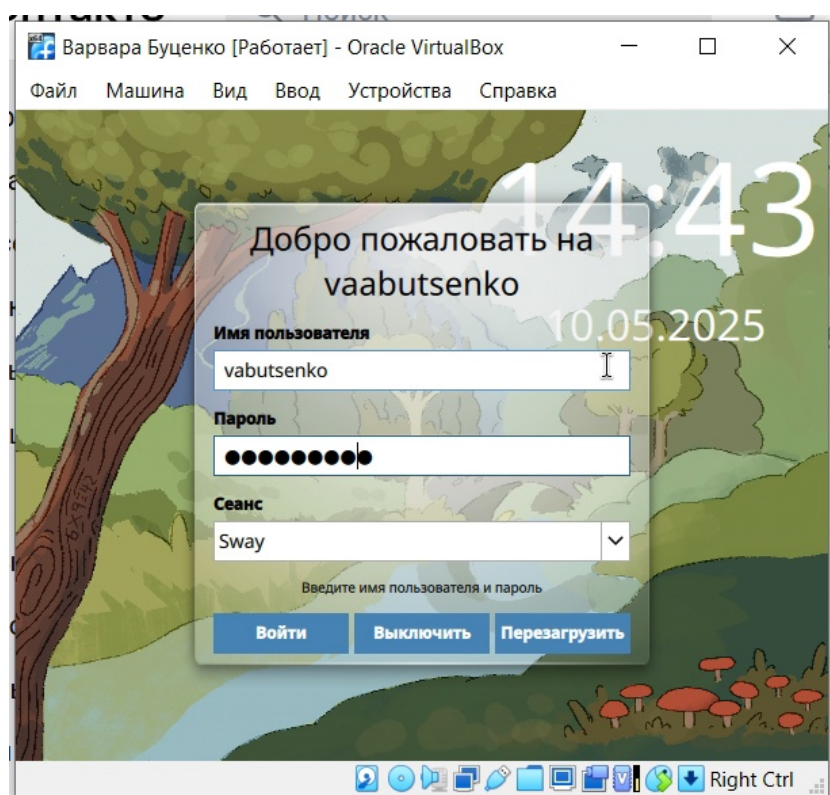 Варвара Буценко [Работает] - Oracle VirtualBox
Файл Машина Вид Ввод Устройства Справка
14:43
Добро пожаловать на
vaabutsenko
10.05.2025
Имя пользователя
vabutsenko
Пароль
Сеанс
Sway
Введите имя пользователя и пароль
Войти Выключить Перезагрузить
Right Ctrl